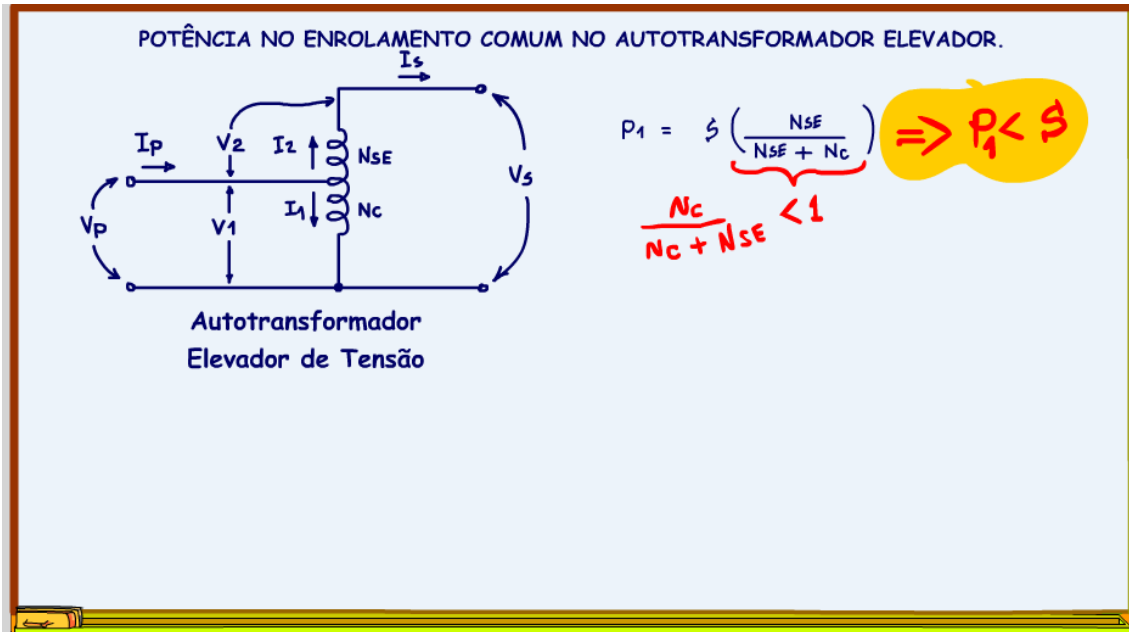 POTÊNCIA NO ENROLAMENTO COMUM NO AUTOTRANSFORMADOR ELEVADOR.
Is
Ip
V2
I2
NSE
Vp
V1
I1
Nc
Vs
Autotransformador
Elevador de Tensão
P1 = $ ( NSE / NSE + Nc ) => P1 < $
Nc / Nc + NSE < 1